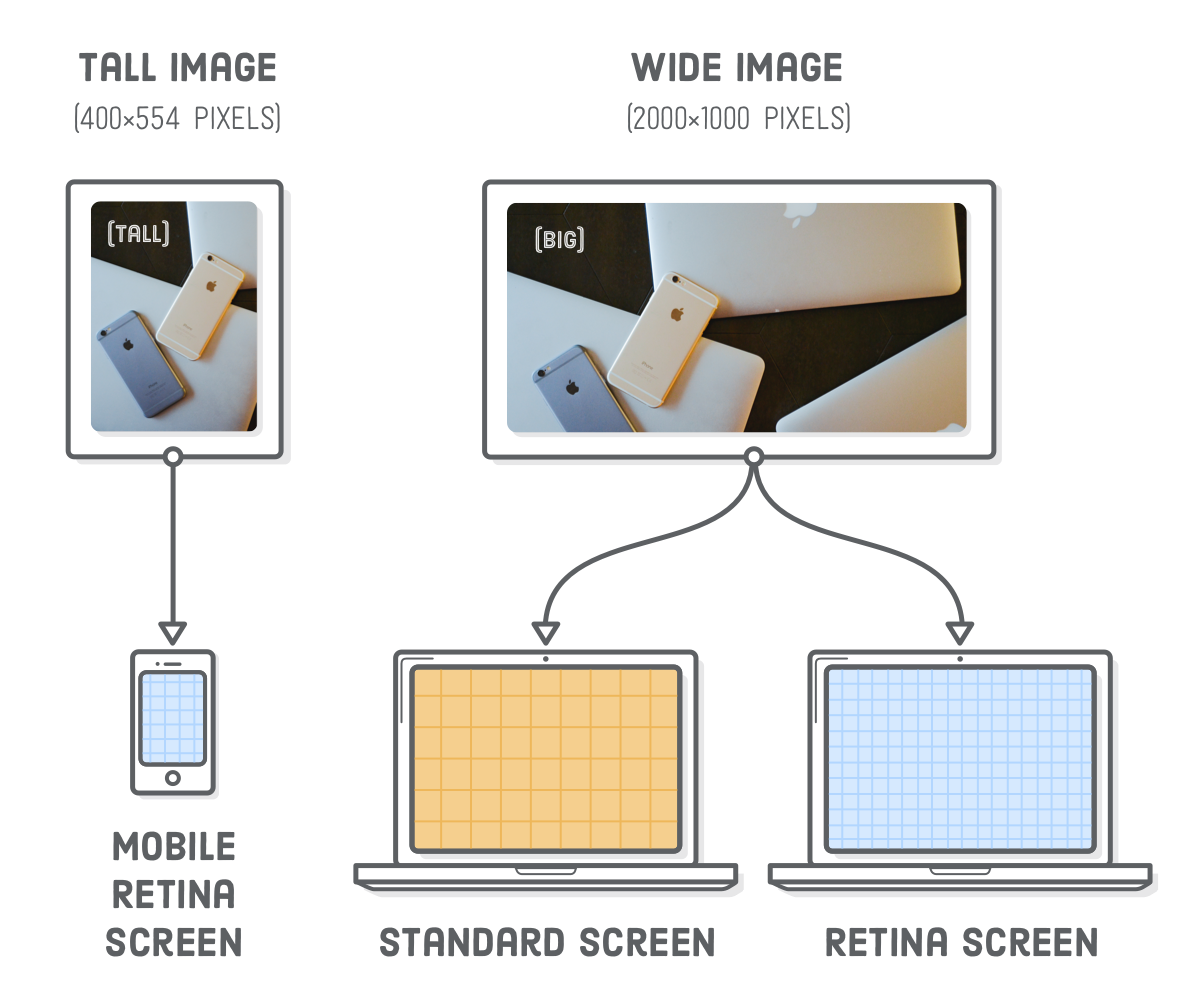 TALL IMAGE
(400×554 PIXELS)
WIDE IMAGE
(2000×1000 PIXELS)
(TALL)
(BIG)
MOBILE
RETINA
SCREEN
STANDARD SCREEN
RETINA SCREEN